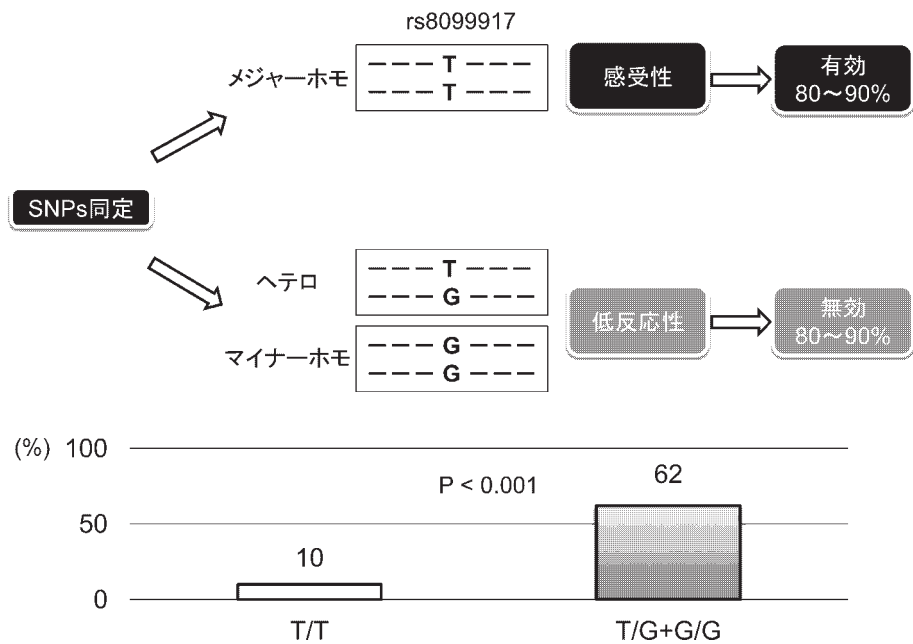 rs8099917
メジャーホモ
− − − T − − − −
− − − T − − − −
感受性
有効
80〜90%
SNPs同定
ヘテロ
− − − T − − − −
− − − G − − − −
マイナーホモ
− − − G − − − −
− − − G − − − −
低反応性
無効
80〜90%
(%)
100
50
0
P < 0.001
10
62
T/T
T/G+G/G